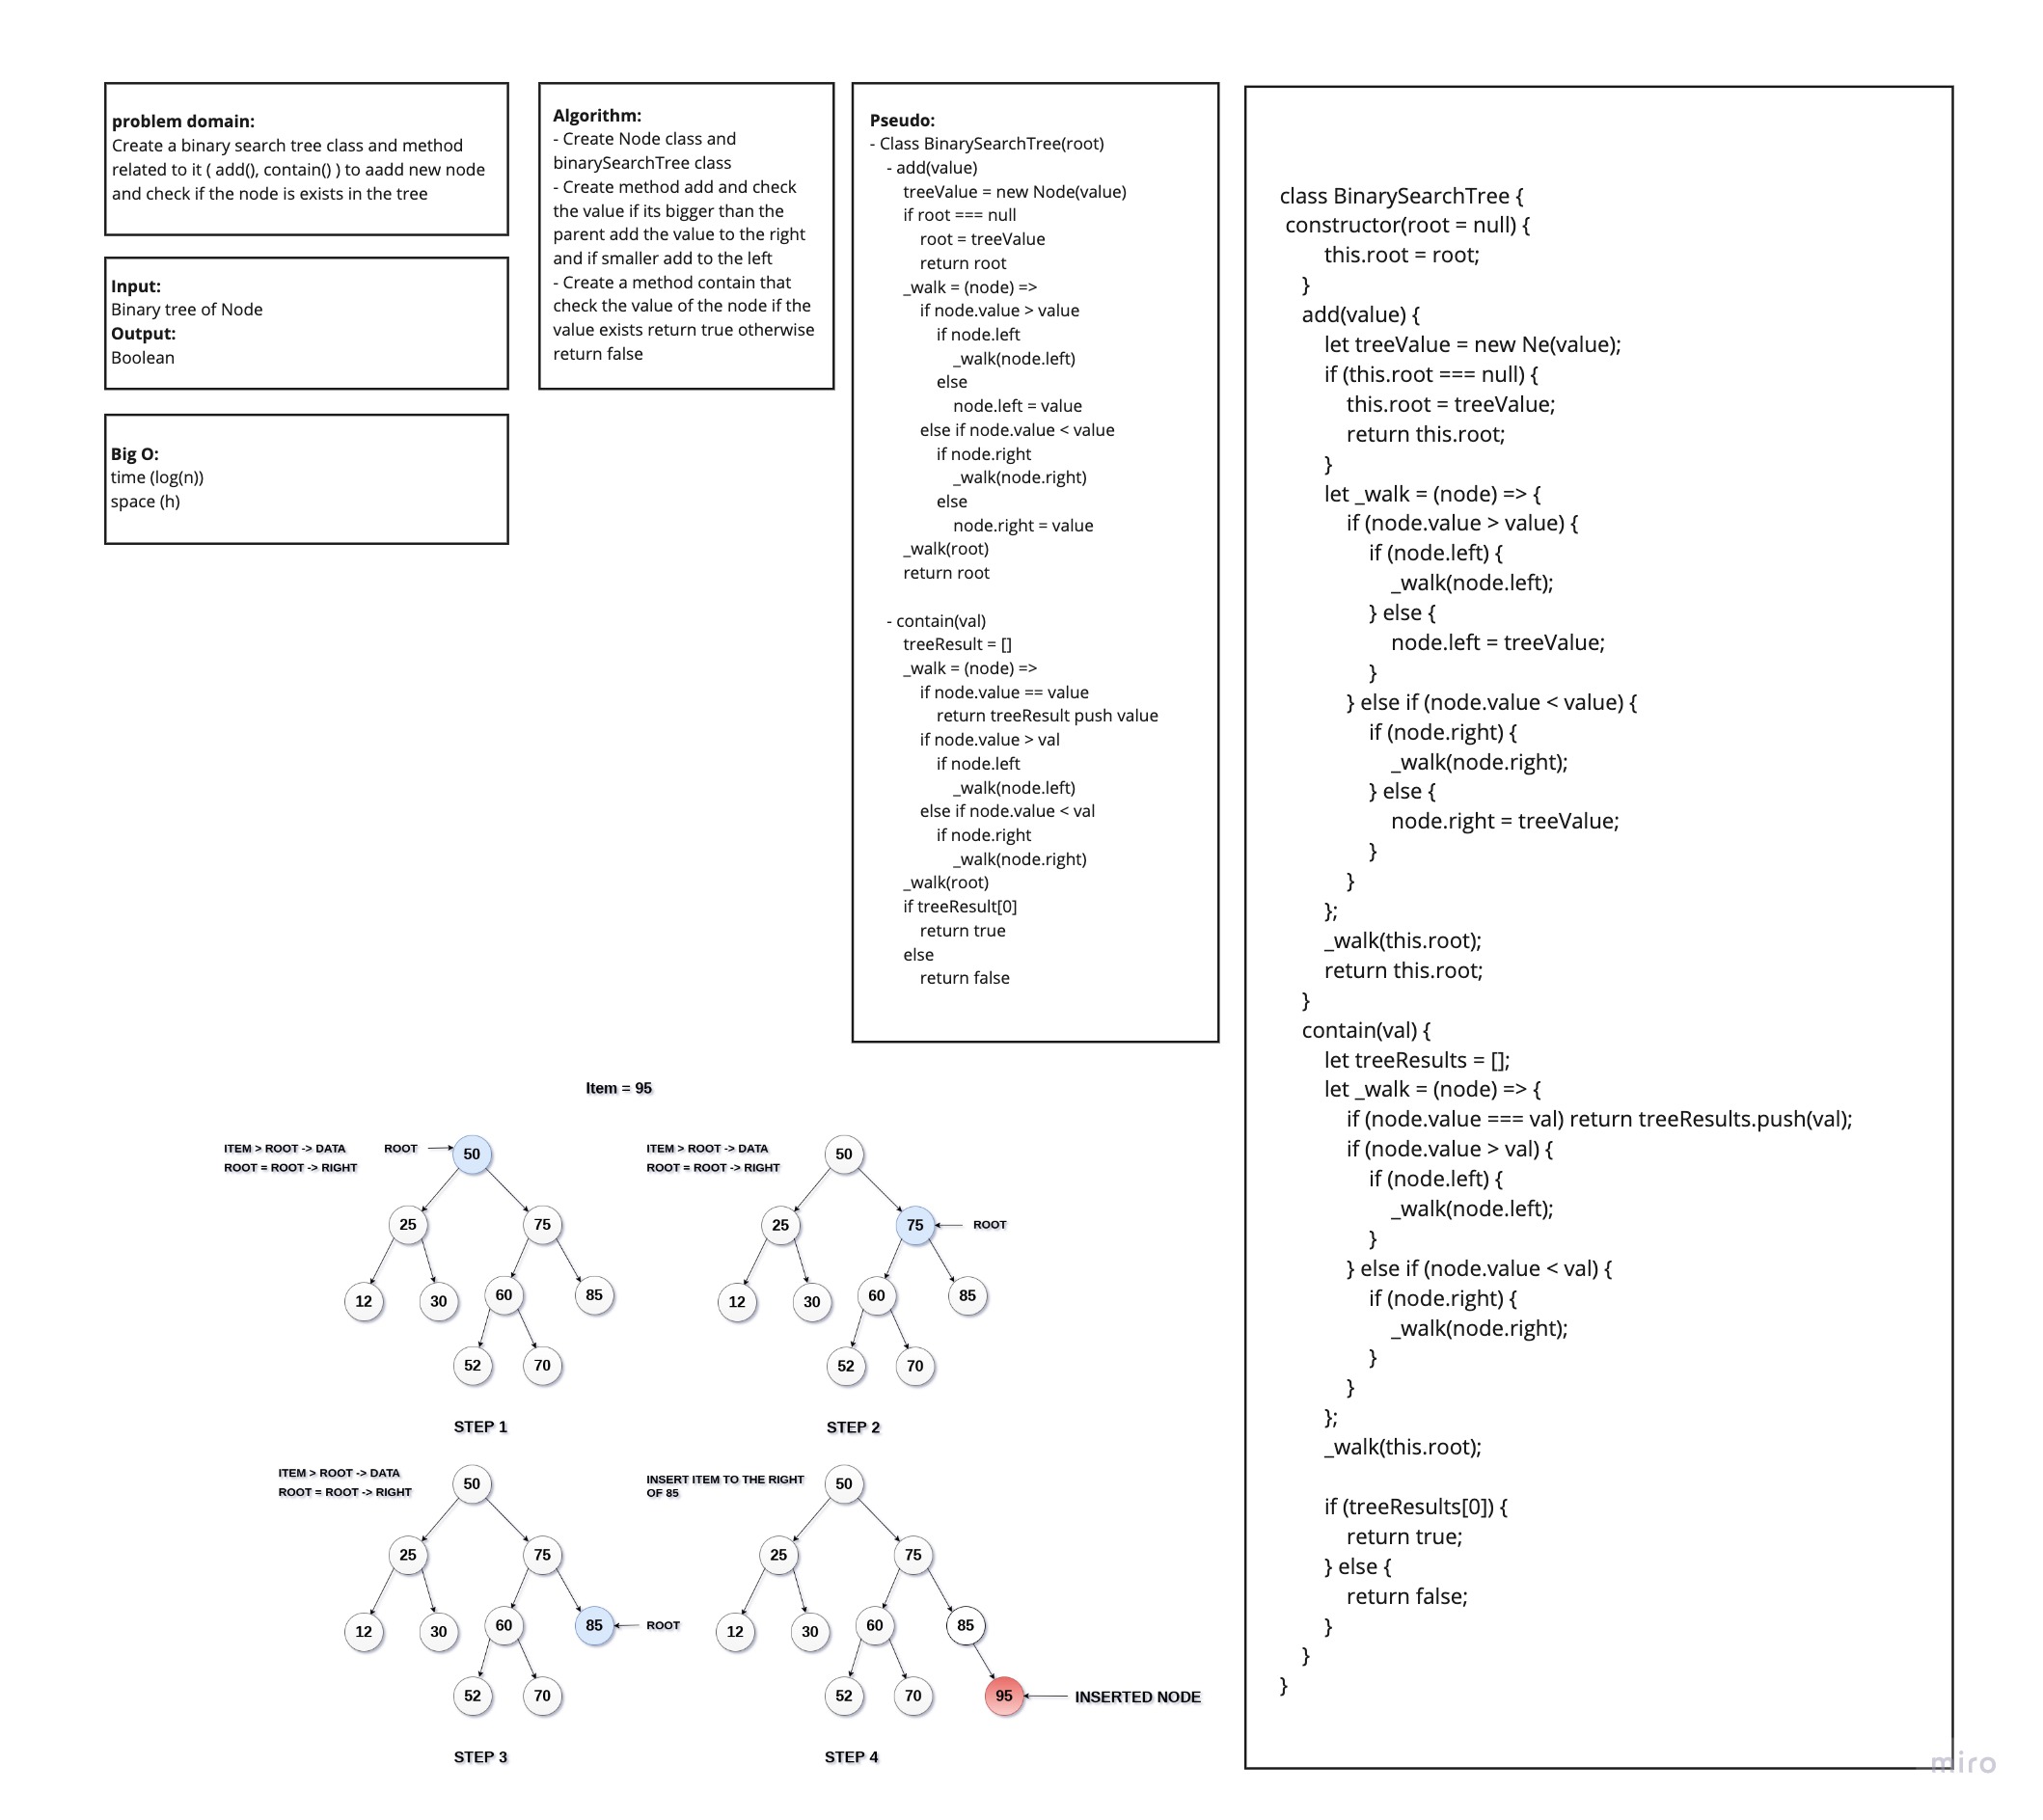 problem domain:
Create a binary search tree class and method
related to it ( add(), contain() ) to aadd new node
and check if the node is exists in the tree
Input:
Binary tree of Node
Output:
Boolean
Big O:
time (log(n))
space (h)
Algorithm:
- Create Node class and
binarySearchTree class
- Create method add and check
the value if its bigger than the
parent add the value to the right
and if smaller add to the left
- Create a method contain that
check the value of the node if the
value exists return true otherwise
return false
Pseudo:
- Class BinarySearchTree(root)
- add(value)
treeValue = new Node(value)
if root === null
root = treeValue
return root
_walk = (node) =>
if node.value > value
if node.left
_walk(node.left)
else
node.left = value
else if node.value < value
if node.right
_walk(node.right)
else
node.right = value
_walk(root)
return root
- contain(val)
treeResult = []
_walk = (node) =>
if node.value == value
return treeResult push value
if node.value > val
if node.left
_walk(node.left)
else if node.value < val
if node.right
_walk(node.right)
_walk(root)
if treeResult[0]
return true
else
return false
class BinarySearchTree {
constructor(root = null) {
this.root = root;
}
add(value) {
let treeValue = new Ne(value);
if (this.root === null) {
this.root = treeValue;
return this.root;
}
let _walk = (node) => {
if (node.value > value) {
if (node.left) {
_walk(node.left);
} else {
node.left = treeValue;
}
} else if (node.value < value) {
if (node.right) {
_walk(node.right);
} else {
node.right = treeValue;
}
}
};
_walk(this.root);
return this.root;
}
contain(val) {
let treeResults = [];
let _walk = (node) => {
if (node.value === val) return treeResults.push(val);
if (node.value > val) {
if (node.left) {
_walk(node.left);
}
} else if (node.value < val) {
if (node.right) {
_walk(node.right);
}
}
};
_walk(this.root);
if (treeResults[0]) {
return true;
} else {
return false;
}
}
}
Item = 95
ITEM > ROOT -> DATA
ROOT = ROOT -> RIGHT
ROOT
50
25
75
12
30
60
85
52
70
STEP 1
ITEM > ROOT -> DATA
ROOT = ROOT -> RIGHT
50
25
75
ROOT
12
30
60
85
52
70
STEP 2
ITEM > ROOT -> DATA
ROOT = ROOT -> RIGHT
50
25
75
12
30
60
85
ROOT
52
70
STEP 3
INSERT ITEM TO THE RIGHT
OF 85
50
25
75
12
30
60
85
52
70
95
INSERTED NODE
STEP 4
miro